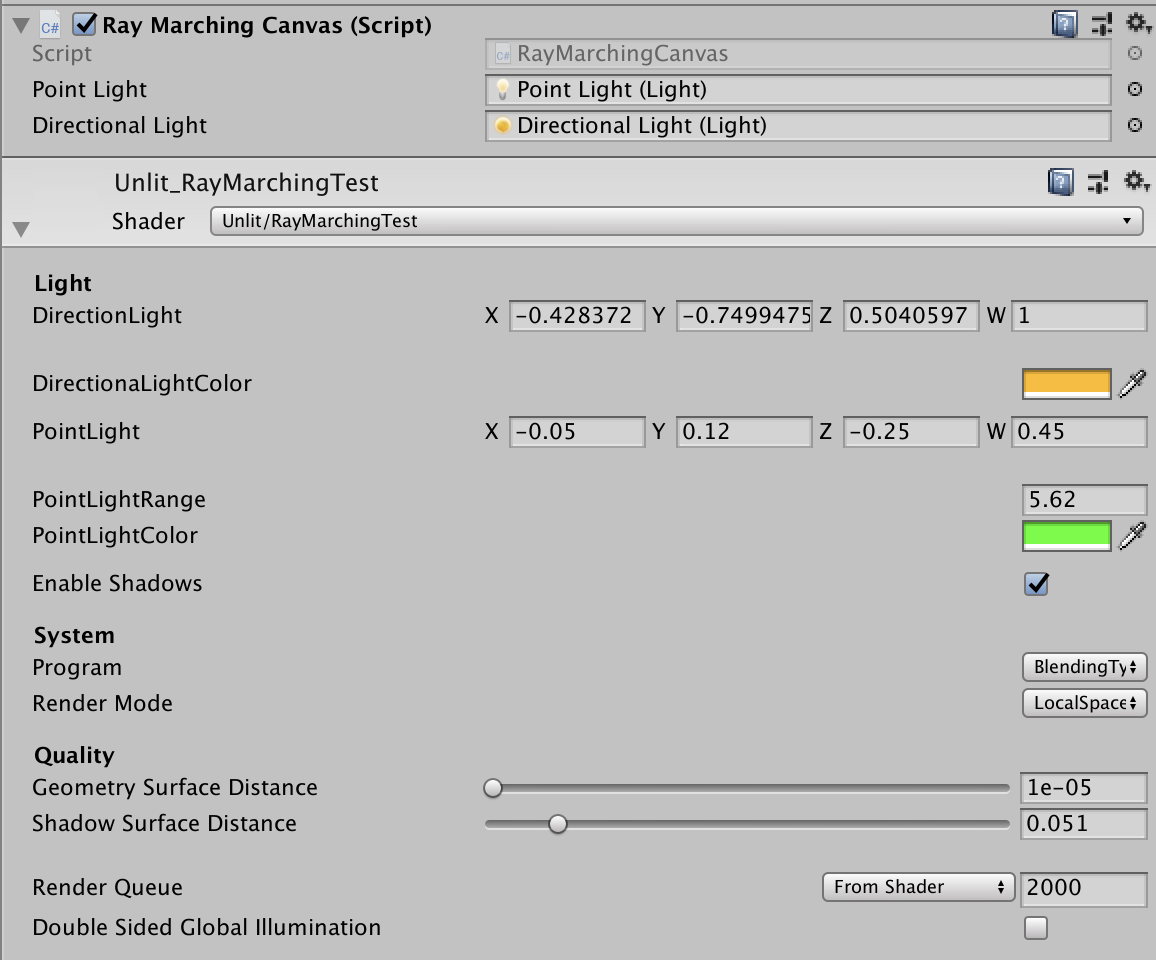 C# Ray Marching Canvas (Script)
Script C# RayMarchingCanvas
Point Light Point Light (Light)
Directional Light Directional Light (Light)
Unlit_RayMarchingTest
Shader Unlit/RayMarchingTest
Light
DirectionLight X -0.428372 Y -0.7499475 Z 0.5040597 W 1
DirectionaLightColor
PointLight X -0.05 Y 0.12 Z -0.25 W 0.45
PointLightRange 5.62
PointLightColor
Enable Shadows
System
Program BlendingTy
Render Mode LocalSpace
Quality
Geometry Surface Distance 1e-05
Shadow Surface Distance 0.051
Render Queue From Shader 2000
Double Sided Global Illumination